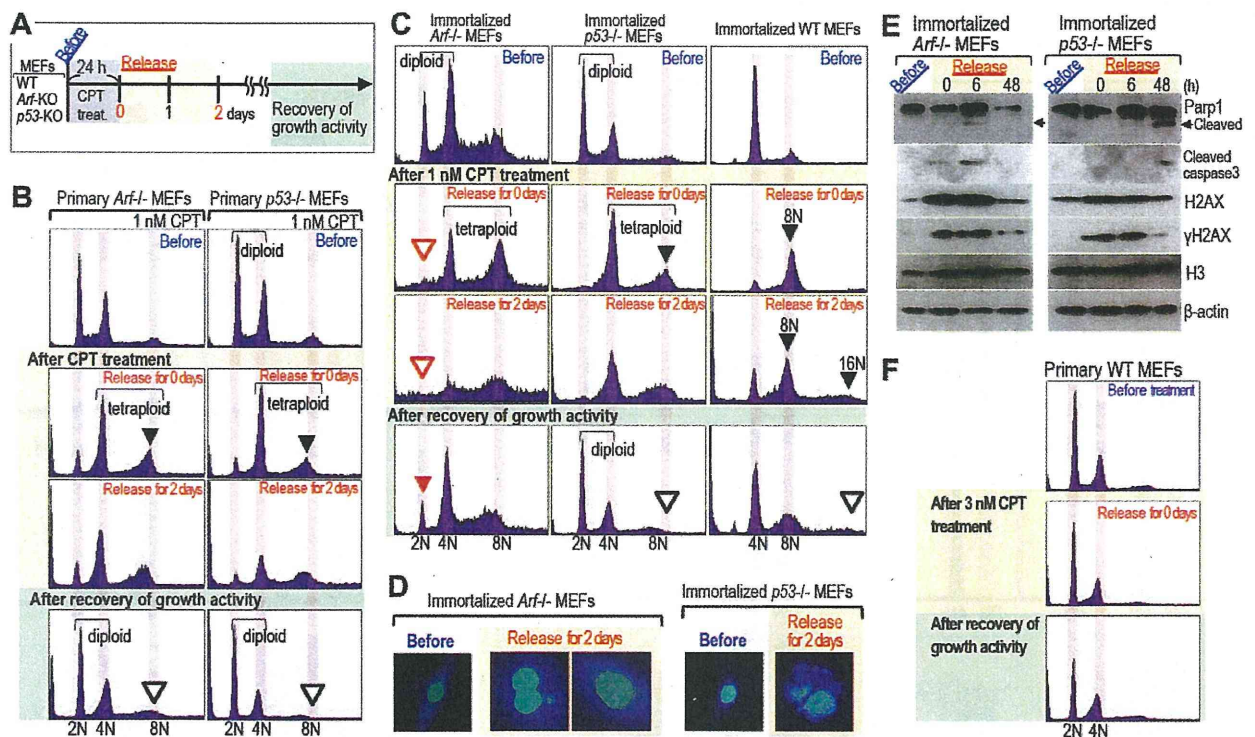 A
Before
MEFs
WT
Arf-KO
p53-KO
24 h
CPT
treat.
Release
0 1 2 days
Recovery of
growth activity
B
Primary Arf-/- MEFs Primary p53-/- MEFs
1 nM CPT 1 nM CPT
Before Before
diploid
After CPT treatment
Release for 0 days Release for 0 days
tetraploid tetraploid
Release for 2 days Release for 2 days
After recovery of growth activity
diploid diploid
2N 4N 8N 2N 4N 8N
C
Immortalized
Arf-/- MEFs
Immortalized
p53-/- MEFs
Immortalized WT MEFs
diploid Before diploid Before Before
After 1 nM CPT treatment
Release for 0 days Release for 0 days Release for 0 days
tetraploid tetraploid 8N
Release for 2 days Release for 2 days Release for 2 days
8N 16N
After recovery of growth activity
diploid
2N 4N 8N 2N 4N 8N 4N 8N
D
Immortalized Arf-/- MEFs Immortalized p53-/- MEFs
Before Release for 2 days Before Release
for 2 days
E
Immortalized
Arf-/- MEFs
Immortalized
p53-/- MEFs
Before Release Before Release
0 6 48 0 6 48 (h)
Parp1
Cleaved
Cleaved
caspase3
H2AX
γH2AX
H3
β-actin
F
Primary WT MEFs
Before treatment
After 3 nM CPT
treatment
Release for 0 days
After recovery of
growth activity
2N 4N